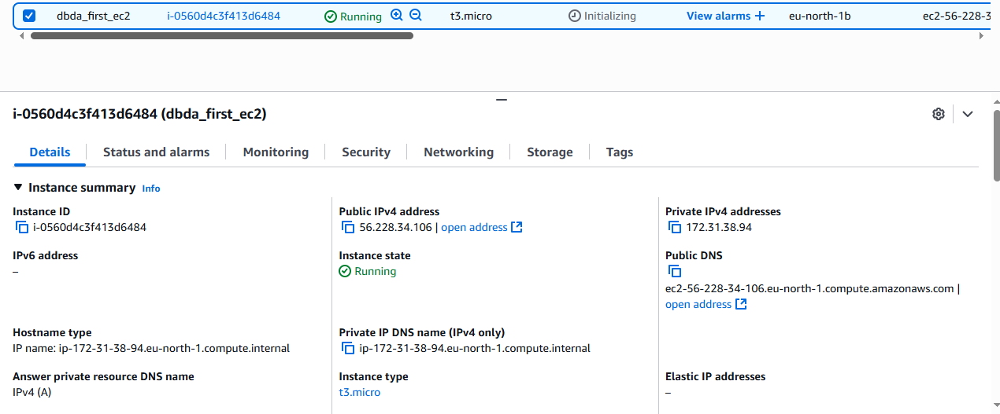 dbda_first_ec2 i-0560d4c3f413d6484 Running t3.micro Initializing View alarms + eu-north-1b ec2-56-228-3
i-0560d4c3f413d6484 (dbda_first_ec2)
Details Status and alarms Monitoring Security Networking Storage Tags
Instance summary Info
Instance ID Public IPv4 address Private IPv4 addresses
i-0560d4c3f413d6484 56.228.34.106 | open address 172.31.38.94
IPv6 address Instance state Public DNS
– Running
ec2-56-228-34-106.eu-north-1.compute.amazonaws.com |
open address
Hostname type Private IP DNS name (IPv4 only)
IP name: ip-172-31-38-94.eu-north-1.compute.internal ip-172-31-38-94.eu-north-1.compute.internal
Answer private resource DNS name Instance type Elastic IP addresses
IPv4 (A) t3.micro –